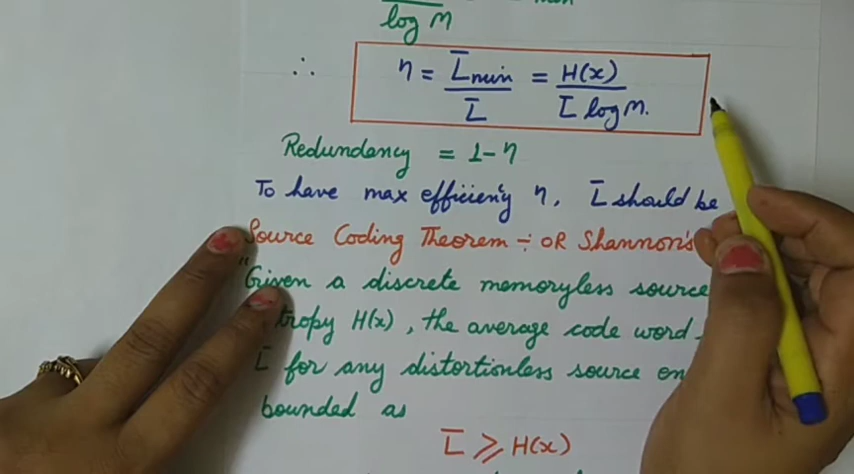 log M
∴ η = L̄min / L̄ = H(x) / L̄ log M.
Redundancy = 1-η
To have max efficiency η, L̄ should be
Source Coding Theorem ÷ OR Shannon's
"Given a discrete memoryless source
H(x), the average code word
L̄ for any distortionless source
bounded as
L̄ ⩾ H(x)